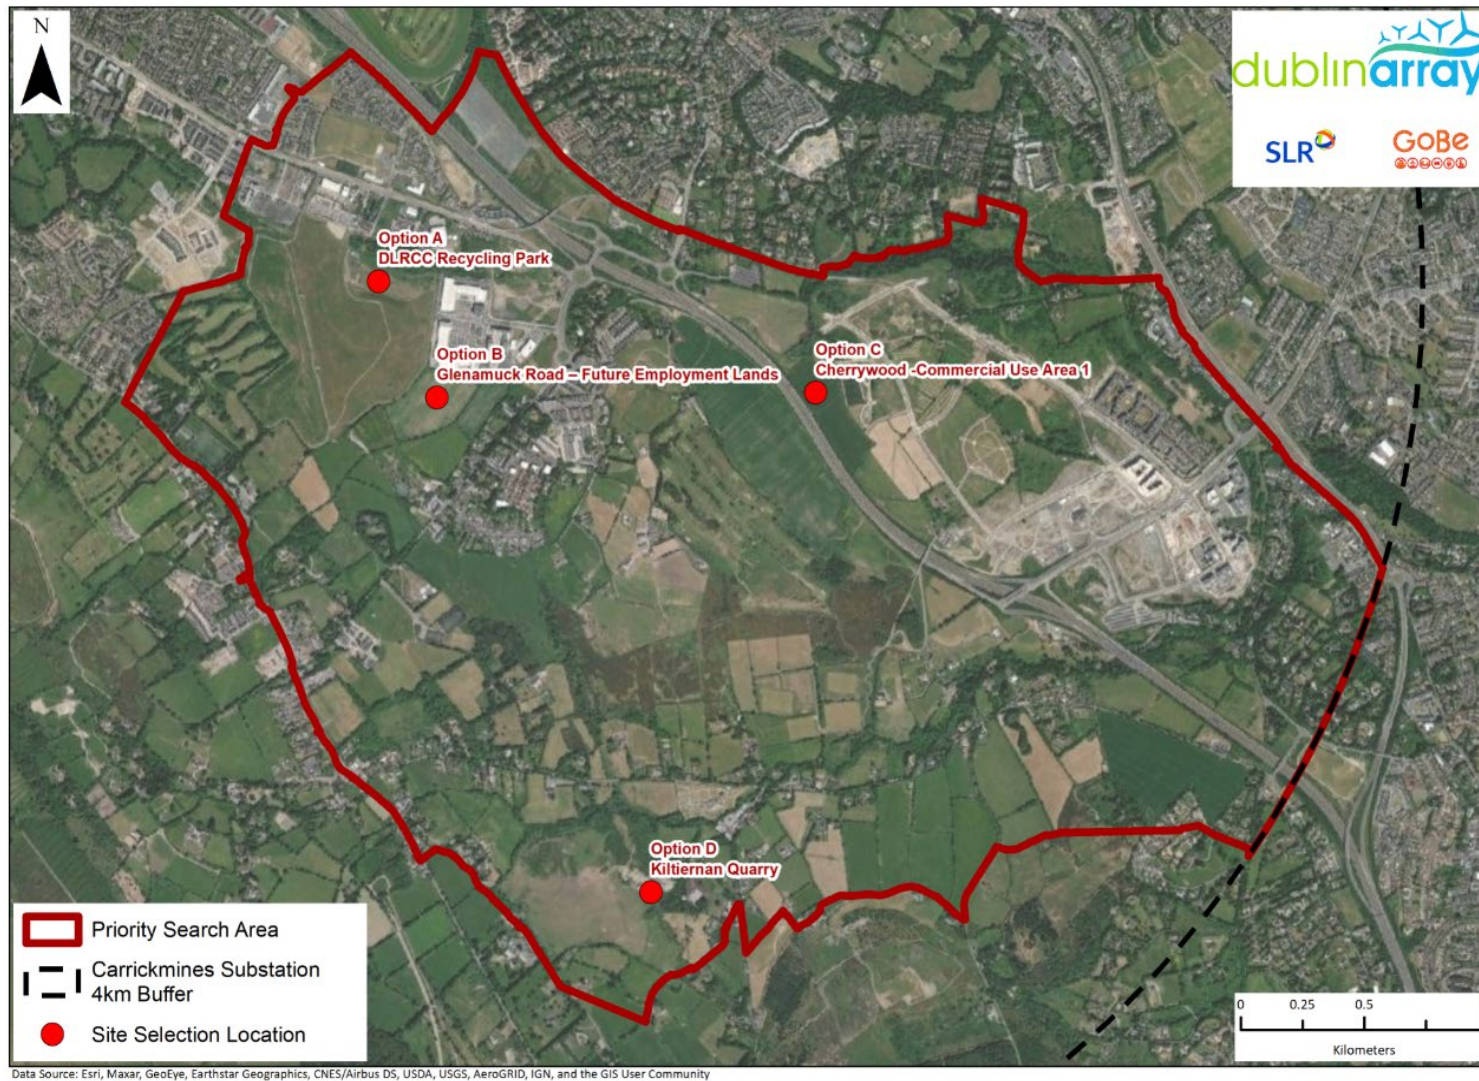 N
dublinarray
SLR
GoBe
Option A
DLRCC Recycling Park
Option B
Glenamuck Road – Future Employment Lands
Option C
Cherrywood -Commercial Use Area 1
Option D
Kiltiernan Quarry
Priority Search Area
Carrickmines Substation
4km Buffer
Site Selection Location
0 0.25 0.5
Kilometers
Data Source: Esri, Maxar, GeoEye, Earthstar Geographics, CNES/Airbus DS, USDA, USGS, AeroGRID, IGN, and the GIS User Community